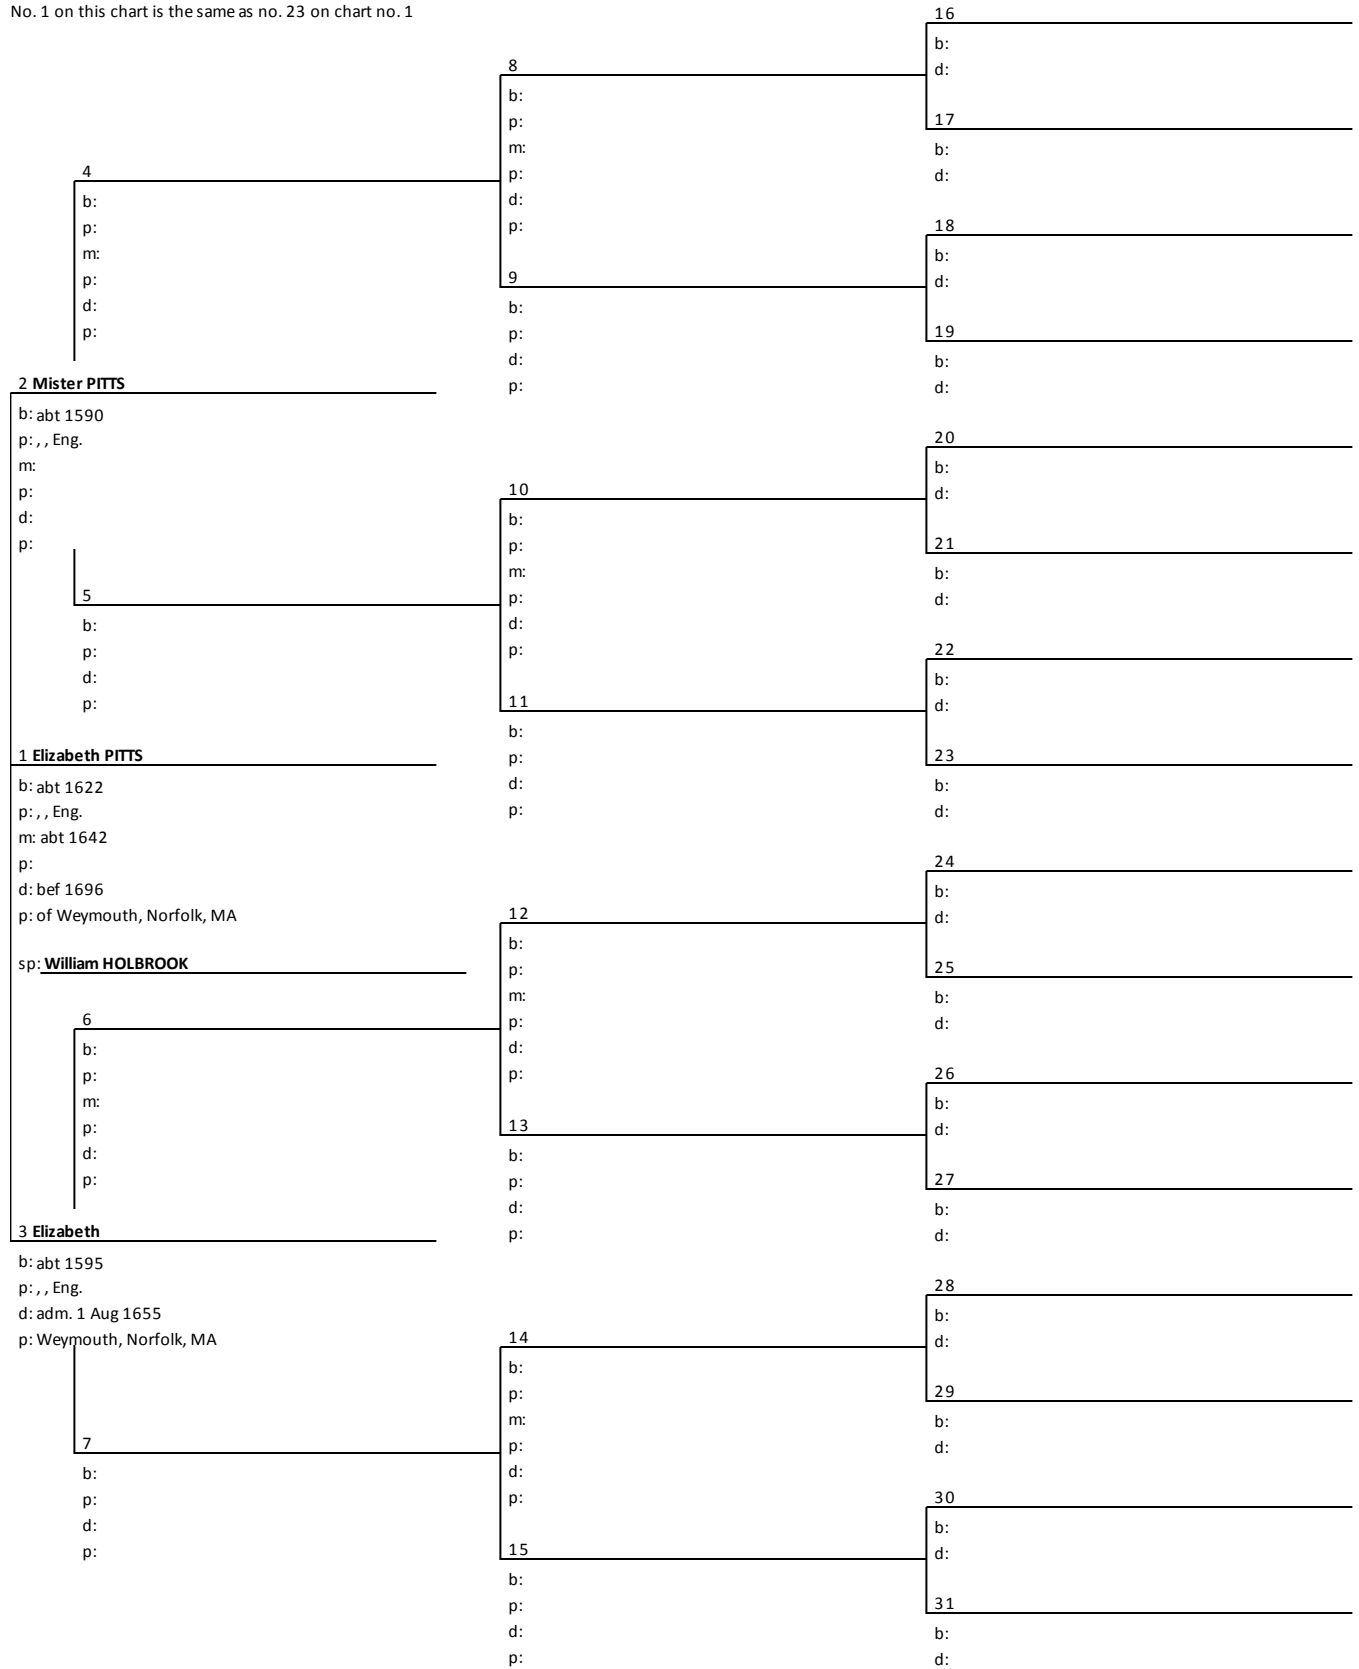 No. 1 on this chart is the same as no. 23 on chart no. 1
16
b:
d:
8
b:
p:
m:
p:
d:
p:
17
b:
d:
4
b:
p:
m:
p:
d:
p:
18
b:
d:
9
b:
p:
d:
p:
19
b:
d:
2 Mister PITTS
b: abt 1590
p: , , Eng.
m:
p:
d:
p:
20
b:
d:
10
b:
p:
m:
p:
d:
p:
21
b:
d:
5
b:
p:
d:
p:
22
b:
d:
11
b:
p:
d:
p:
23
b:
d:
1 Elizabeth PITTS
b: abt 1622
p: , , Eng.
m: abt 1642
p:
d: bef 1696
p: of Weymouth, Norfolk, MA
sp: William HOLBROOK
24
b:
d:
12
b:
p:
m:
p:
d:
p:
25
b:
d:
6
b:
p:
m:
p:
d:
p:
26
b:
d:
13
b:
p:
d:
p:
27
b:
d:
3 Elizabeth
b: abt 1595
p: , , Eng.
d: adm. 1 Aug 1655
p: Weymouth, Norfolk, MA
28
b:
d:
14
b:
p:
m:
p:
d:
p:
29
b:
d:
7
b:
p:
d:
p:
30
b:
d:
15
b:
p:
d:
p:
31
b:
d: